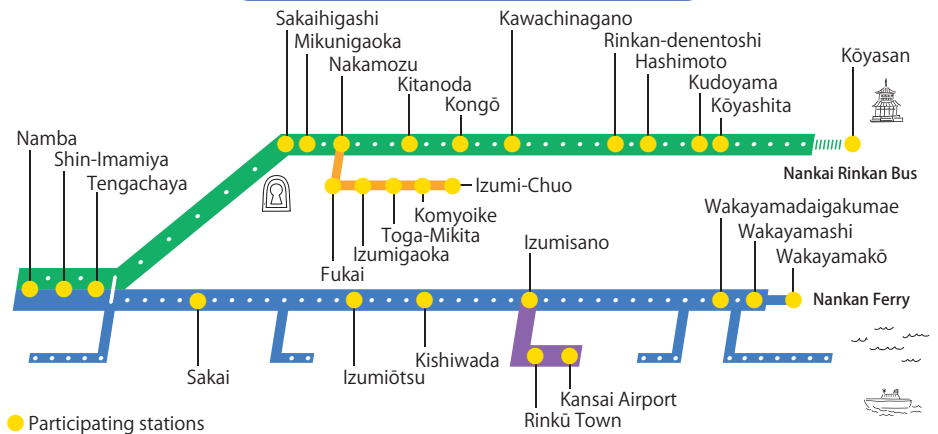 Sakaihigashi
Mikunigaoka
Nakamozu
Kitanoda
Kongō
Kawachinagano
Rinkan-denentoshi
Hashimoto
Kudoyama
Kōyashita
Kōyasan
Namba
Shin-Imamiya
Tengachaya
Nankai Rinkan Bus
Izumi-Chuo
Komyoike
Toga-Mikita
Izumigaoka
Fukai
Izumisano
Wakayamadaigakumae
Wakayamashi
Wakayamakō
Nankan Ferry
Sakai
Izumiōtsu
Kishiwada
Kansai Airport
Rinkū Town
Participating stations